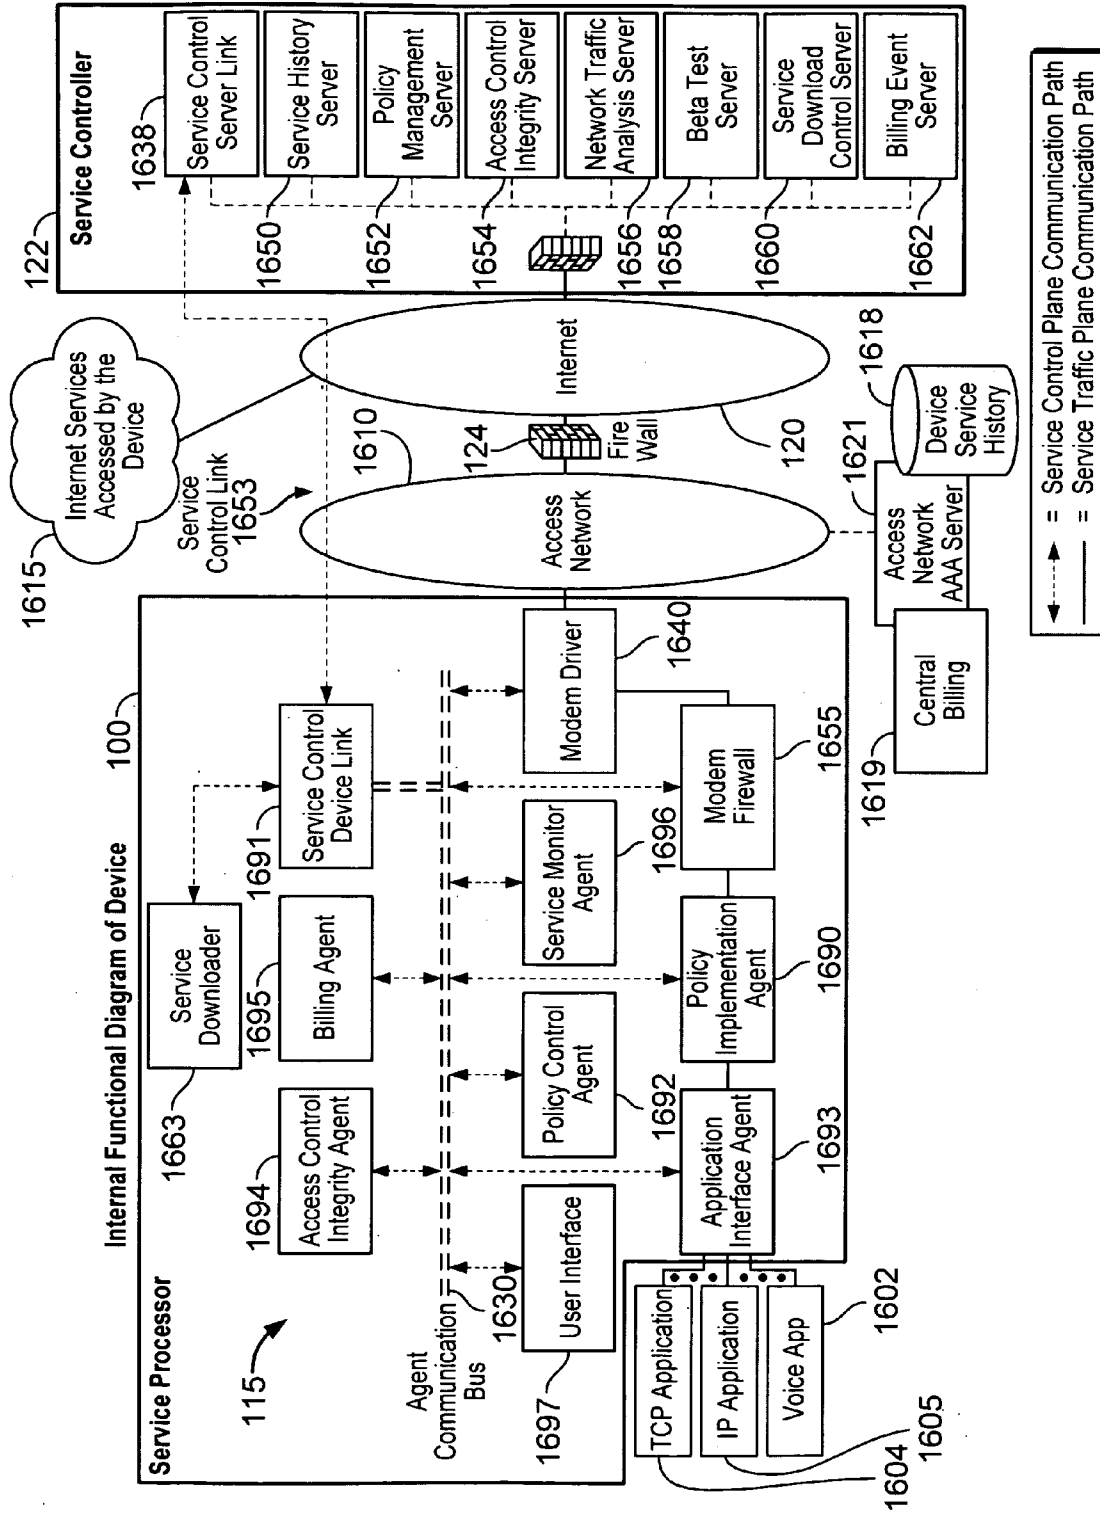 Internal Functional Diagram of Device
100
Service Processor
115
1663
Service
Downloader
1694
Access Control
Integrity Agent
1695
Billing Agent
1691
Service Control
Device Link
Agent
Communication
Bus
1630
User Interface
1697
Policy Control
Agent
1692
Service Monitor
Agent
1696
Modem Driver
1640
Application
Interface Agent
1693
Policy
Implementation
Agent
1690
Modem
Firewall
1655
TCP Application
IP Application
Voice App
1604
1605
1602
1615
Internet Services
Accessed by the
Device
Service
Control Link
1653
1610
Access
Network
124
Fire
Wall
Internet
120
1621
Access
Network
AAA Server
1618
Device
Service
History
Central
Billing
1619
122
Service Controller
1638
Service Control
Server Link
1650
Service History
Server
1652
Policy
Management
Server
1654
Access Control
Integrity Server
1656
Network Traffic
Analysis Server
1658
Beta Test
Server
1660
Service
Download
Control Server
1662
Billing Event
Server
= Service Control Plane Communication Path
= Service Traffic Plane Communication Path